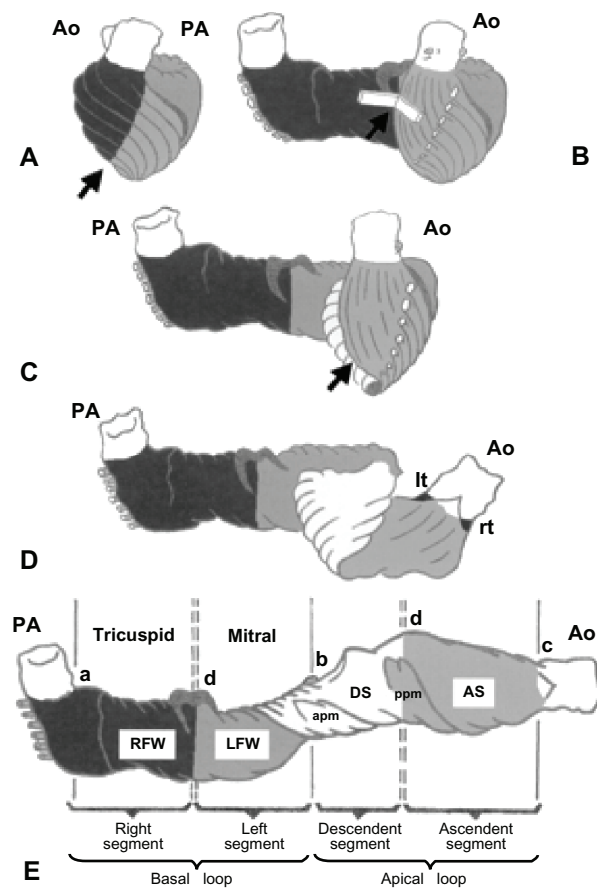 Ao
PA
Ao
A
B
PA
Ao
C
PA
Ao
lt
rt
D
PA
Tricuspid
Mitral
d
Ao
a
d
b
c
DS
ppm
AS
apm
RFW
LFW
Right segment
Left segment
Descendent segment
Ascendent segment
Basal loop
Apical loop
E